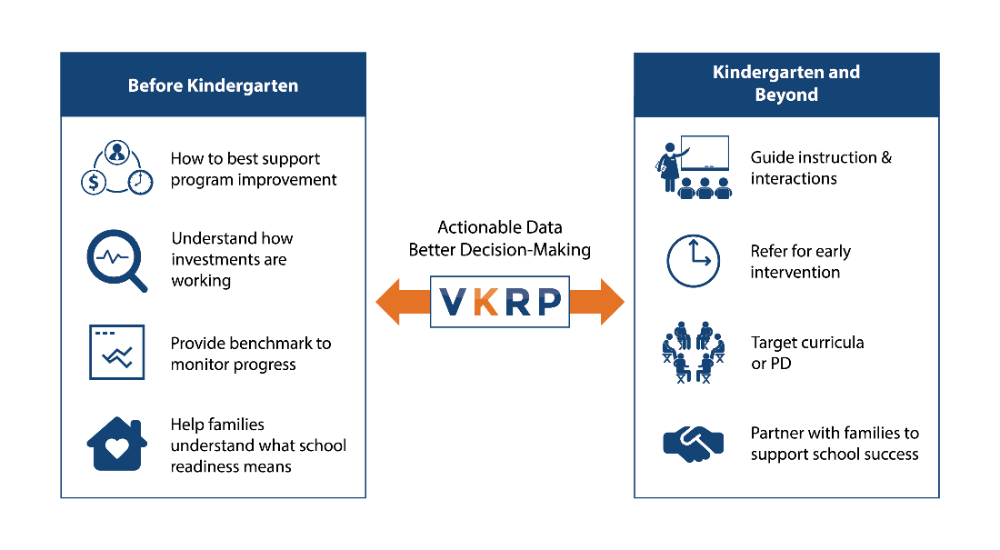 Before Kindergarten
How to best support
program improvement
$
Understand how
investments are
working
Provide benchmark to
monitor progress
Help families
understand what school
readiness means
Actionable Data
Better Decision-Making
VKRP
Kindergarten and
Beyond
Guide instruction &
interactions
Refer for early
intervention
Target curricula
or PD
Partner with families to
support school success